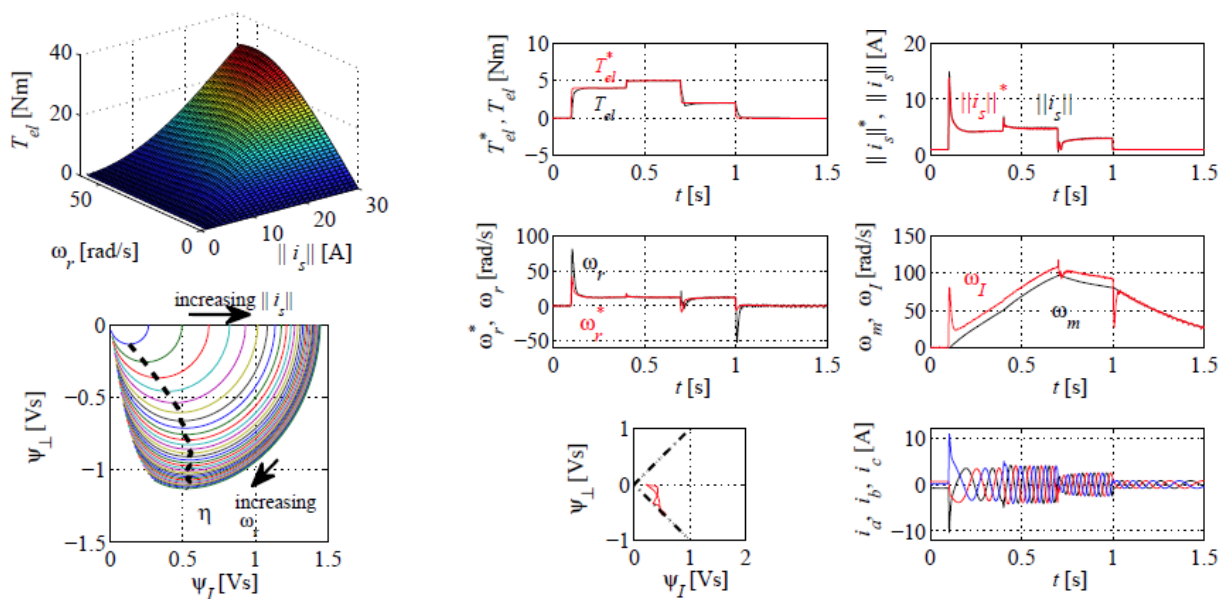 40
20
0
T_el [Nm]
50
0
ω_r [rad/s]
0
10
20
30
|| i_s|| [A]
increasing || i_s||
0
−0.5
−1
−1.5
ψ_⊥ [Vs]
η
increasing
0
0.5
1
1.5
ψ_I [Vs]
10
5
0
−5
T*_el, T_el [Nm]
T*_el
T_el
0
0.5
1
1.5
t [s]
20
10
0
|| i_s||*, || i_s|| [A]
||i_s||*
||i_s||
0
0.5
1
1.5
t [s]
100
50
0
−50
ω*_r, ω_r [rad/s]
ω_r
ω*_r
0
0.5
1
1.5
t [s]
150
100
50
0
ω_m, ω_I [rad/s]
ω_I
ω_m
0
0.5
1
1.5
t [s]
1
0
−1
ψ_⊥ [Vs]
0
1
2
ψ_I [Vs]
10
0
−10
i_a, i_b, i_c [A]
0
0.5
1
1.5
t [s]